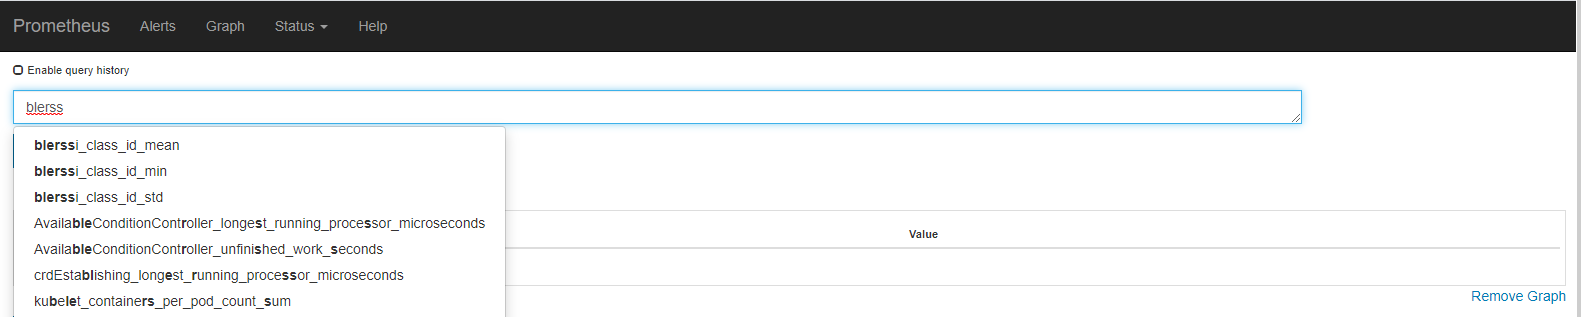 Prometheus Alerts Graph Status Help
Enable query history
blerss
blerssi_class_id_mean
blerssi_class_id_min
blerssi_class_id_std
AvailableConditionController_longest_running_processor_microseconds
Value
AvailableConditionController_unfinished_work_seconds
crdEstablishing_longest_running_processor_microseconds
kubelet_containers_per_pod_count_sum
Remove Graph